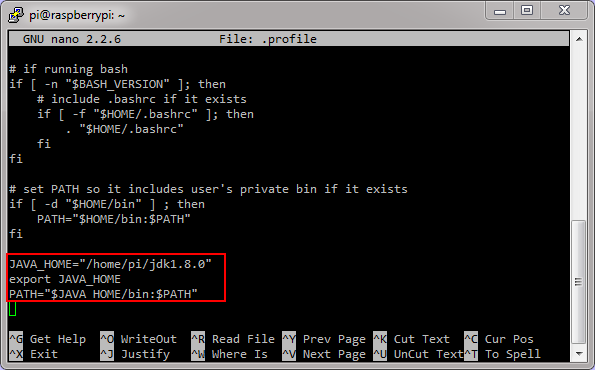 pi@raspberrypi: ~
GNU nano 2.2.6 File: .profile
# if running bash
if [ -n "$BASH_VERSION" ]; then
    # include .bashrc if it exists
    if [ -f "$HOME/.bashrc" ]; then
        . "$HOME/.bashrc"
    fi
fi
# set PATH so it includes user's private bin if it exists
if [ -d "$HOME/bin" ] ; then
    PATH="$HOME/bin:$PATH"
fi
JAVA_HOME="/home/pi/jdk1.8.0"
export JAVA_HOME
PATH="$JAVA_HOME/bin:$PATH"
^G Get Help ^O WriteOut ^R Read File ^Y Prev Page ^K Cut Text ^C Cur Pos
^X Exit ^J Justify ^W Where Is ^V Next Page ^U UnCut Text ^T To Spell